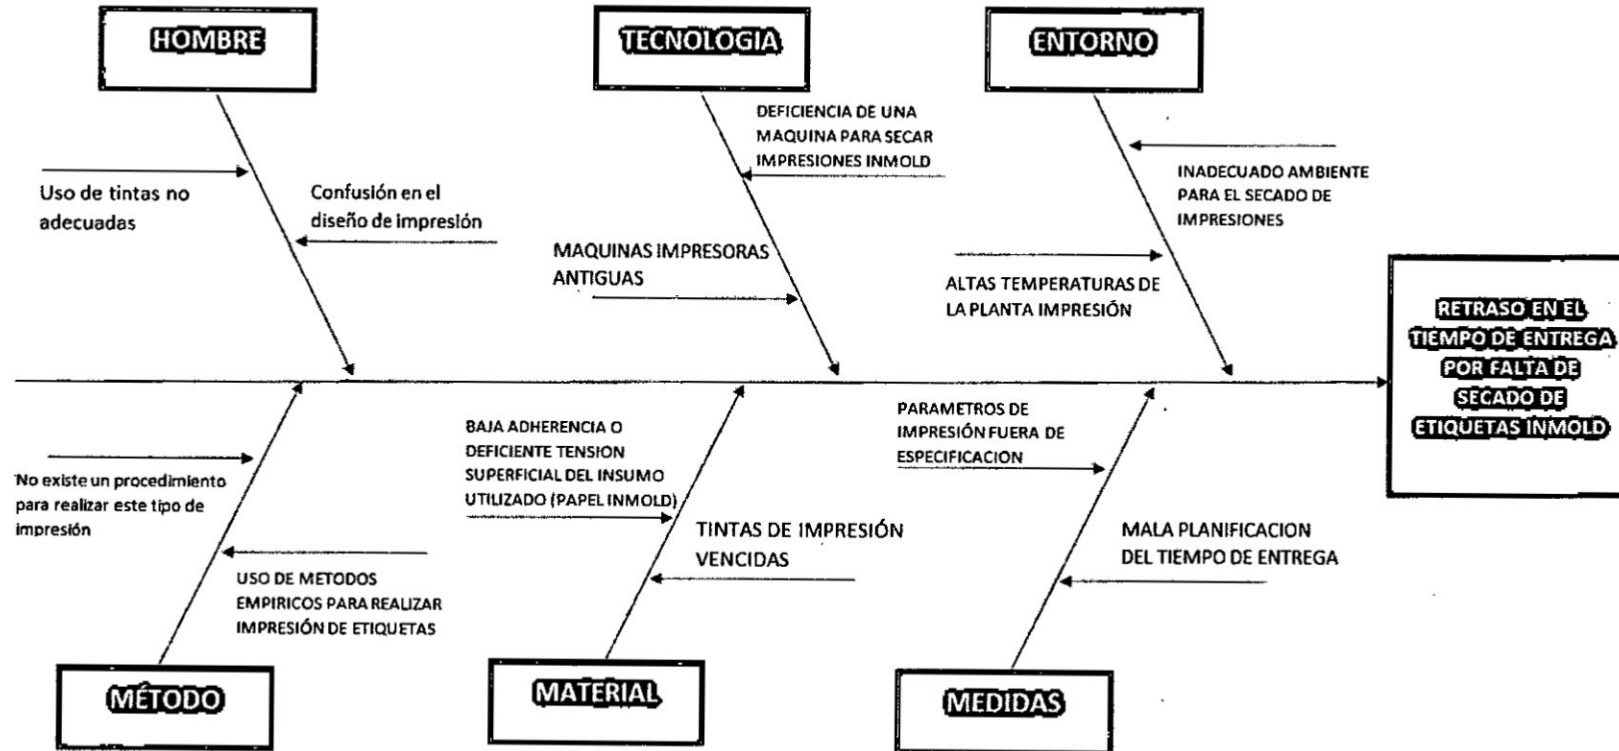 HOMBRE
TECNOLOGIA
ENTORNO
Uso de tintas no
adecuadas
Confusión en el
diseño de impresión
DEFICIENCIA DE UNA
MAQUINA PARA SECAR
IMPRESIONES INMOLD
MAQUINAS IMPRESORAS
ANTIGUAS
INADECUADO AMBIENTE
PARA EL SECADO DE
IMPRESIONES
ALTAS TEMPERATURAS DE
LA PLANTA IMPRESIÓN
RETRASO EN EL
TIEMPO DE ENTREGA
POR FALTA DE
SECADO DE
ETIQUETAS INMOLD
No existe un procedimiento
para realizar este tipo de
impresión
USO DE METODOS
EMPIRICOS PARA REALIZAR
IMPRESIÓN DE ETIQUETAS
BAJA ADHERENCIA O
DEFICIENTE TENSION
SUPERFICIAL DEL INSUMO
UTILIZADO (PAPEL INMOLD)
TINTAS DE IMPRESIÓN
VENCIDAS
PARAMETROS DE
IMPRESIÓN FUERA DE
ESPECIFICACION
MALA PLANIFICACION
DEL TIEMPO DE ENTREGA
MÉTODO
MATERIAL
MEDIDAS